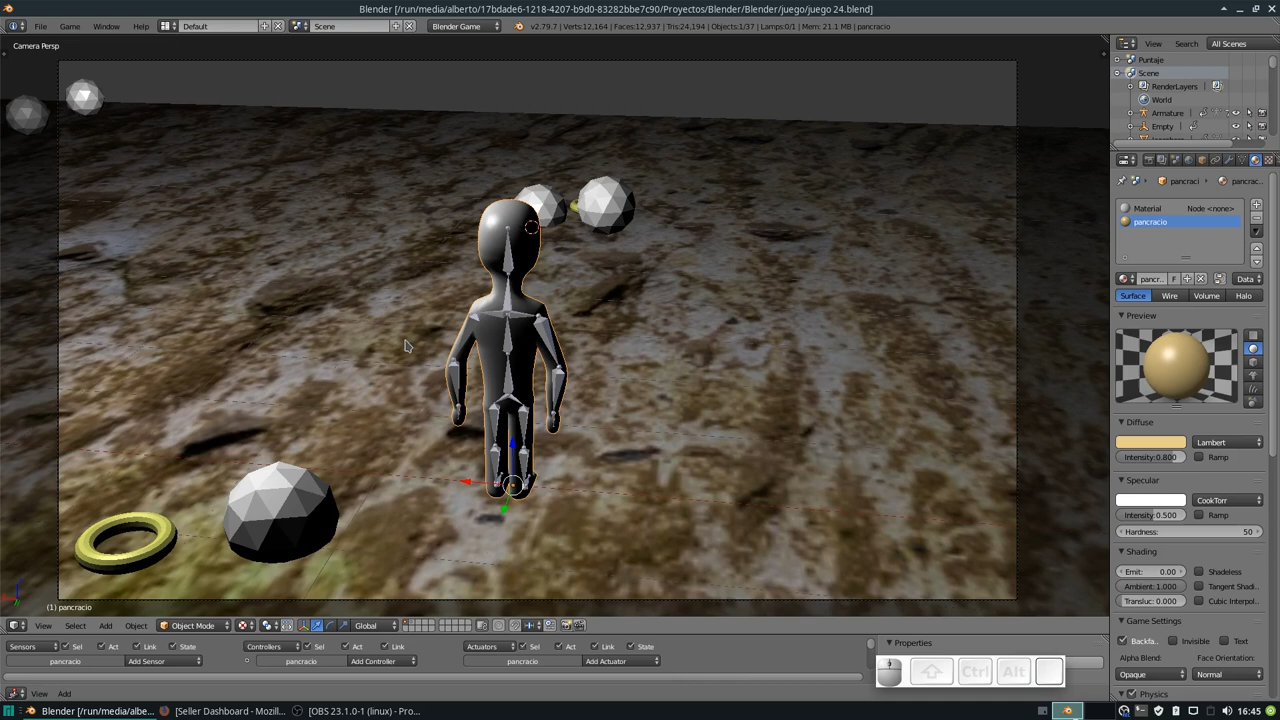 Blender [/run/media/alberto/17bdade6-1218-4207-b9d0-83282bbe7c90/Proyectos/Blender/Blender/juego/juego 24.blend]
File Game Window Help Default Scene Blender Game v2.79.7 | Verts:12,164 | Faces:12,937 | Tris:24,194 | Objects:1/37 | Lamps:0/1 | Mem: 21.1 MB | pancracio
Camera Persp
View Search All Scenes
Puntaje
Scene
RenderLayers
World
Armature
Empty
pancraci pancrac...
Material Node <none>
pancracio
pancr... F Data
Surface Wire Volume Halo
Preview
Diffuse
Lambert
Intensity:0.800 Ramp
Specular
CookTorr
Intensity:0.500 Ramp
Hardness: 50
Shading
Emit: 0.00 Shadeless
Ambient: 1.000 Tangent Shadi...
Transluc: 0.000 Cubic Interpol...
Game Settings
Backfa... Invisible Text
Alpha Blend: Face Orientation:
Opaque Normal
Physics
(1) pancracio
View Select Add Object Object Mode Global
Sensors Sel Act Link State Controllers Sel Act Link Actuators Sel Act Link State
pancracio Add Sensor pancracio Add Controller pancracio Add Actuator
Properties
Ctrl Alt
View Add
Blender [/run/media/albe... [Seller Dashboard - Mozill... [OBS 23.1.0-1 (linux) - Pro... 16:45